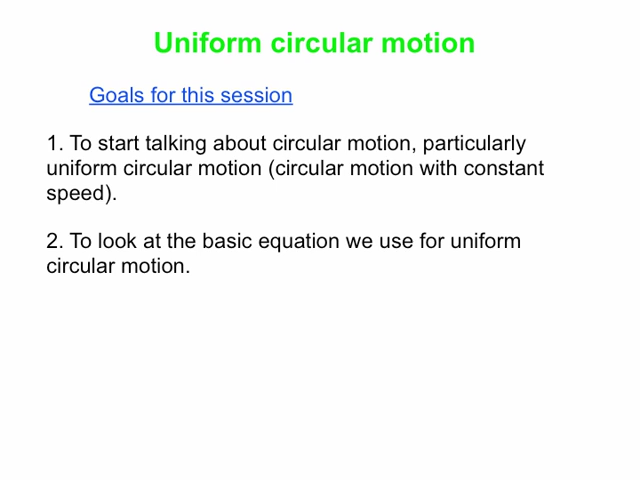 Uniform circular motion
Goals for this session
1. To start talking about circular motion, particularly
uniform circular motion (circular motion with constant
speed).
2. To look at the basic equation we use for uniform
circular motion.